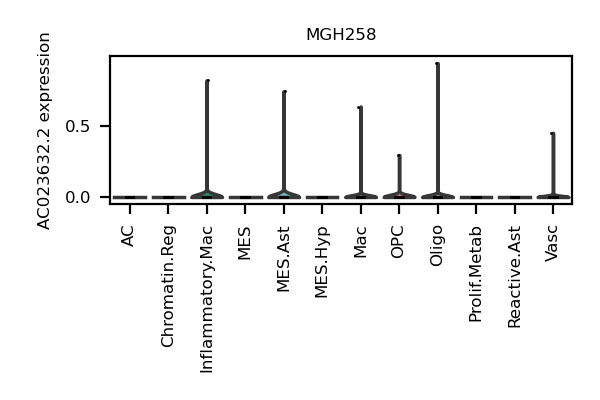 MGH258
AC023632.2 expression
0.5
0.0
AC
Chromatin.Reg
Inflammatory.Mac
MES
MES.Ast
MES.Hyp
Mac
OPC
Oligo
Prolif.Metab
Reactive.Ast
Vasc